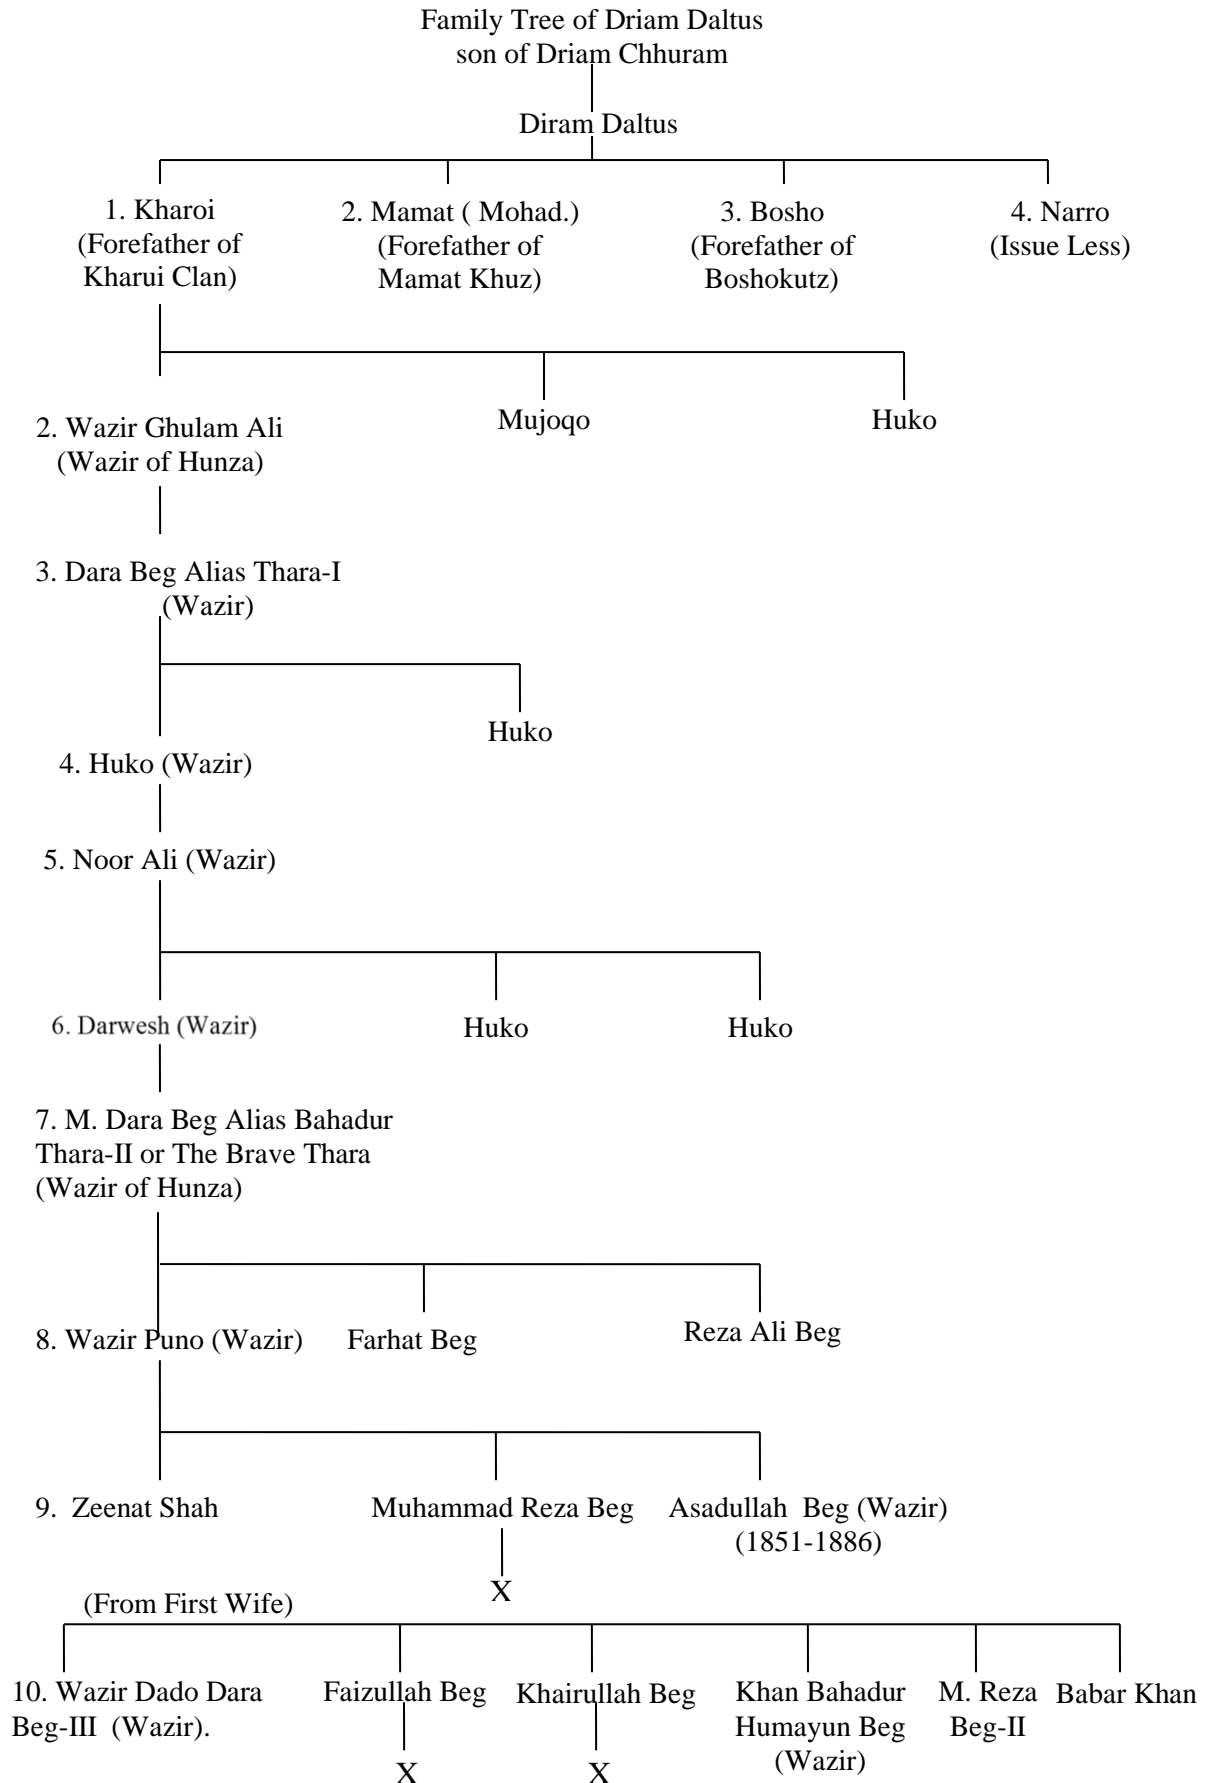 Family Tree of Driam Daltus
son of Driam Chhuram
Diram Daltus
1. Kharoi
(Forefather of
Kharui Clan)
2. Mamat ( Mohad.)
(Forefather of
Mamat Khuz)
3. Bosho
(Forefather of
Boshokutz)
4. Narro
(Issue Less)
2. Wazir Ghulam Ali
(Wazir of Hunza)
Mujoqo
Huko
3. Dara Beg Alias Thara-I
(Wazir)
Huko
4. Huko (Wazir)
5. Noor Ali (Wazir)
6. Darwesh (Wazir)
Huko
Huko
7. M. Dara Beg Alias Bahadur
Thara-II or The Brave Thara
(Wazir of Hunza)
8. Wazir Puno (Wazir)
Farhat Beg
Reza Ali Beg
9. Zeenat Shah
Muhammad Reza Beg
Asadullah Beg (Wazir)
(1851-1886)
X
(From First Wife)
10. Wazir Dado Dara
Beg-III (Wazir).
Faizullah Beg
X
Khairullah Beg
X
Khan Bahadur
Humayun Beg
(Wazir)
M. Reza
Beg-II
Babar Khan